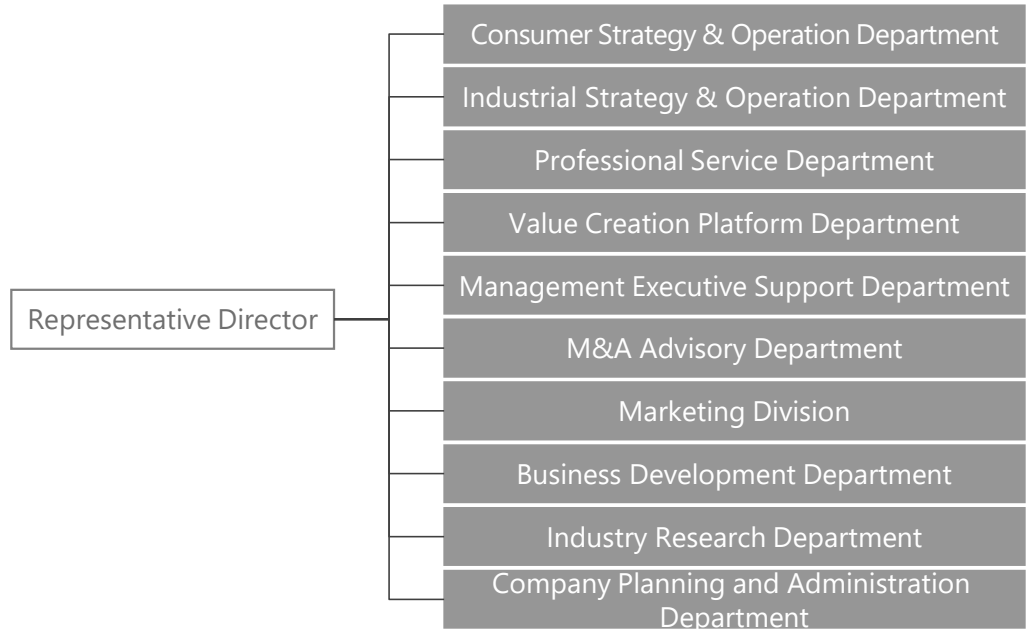 Consumer Strategy & Operation Department
Industrial Strategy & Operation Department
Professional Service Department
Value Creation Platform Department
Management Executive Support Department
Representative Director
M&A Advisory Department
Marketing Division
Business Development Department
Industry Research Department
Company Planning and Administration
Department